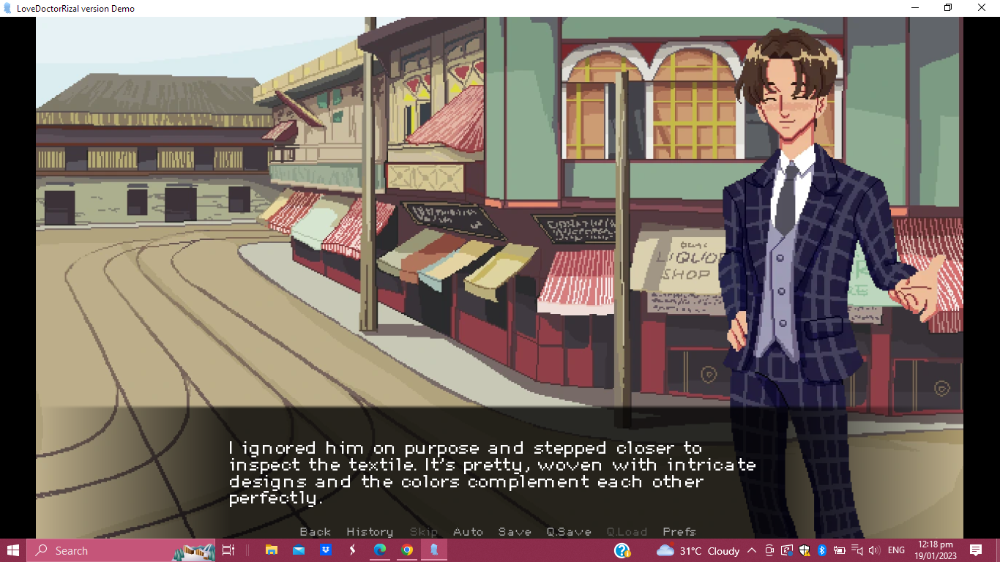 LoveDoctorRizal version Demo
LIQUO
SHOP
I ignored him on purpose and stepped closer to
inspect the textile. It's pretty, woven with intricate
designs and the colors complement each other
perfectly.
Back History Skip Auto Save Q.Save Q.Load Prefs
Search
31°C Cloudy
ENG
12:18 pm
19/01/2023